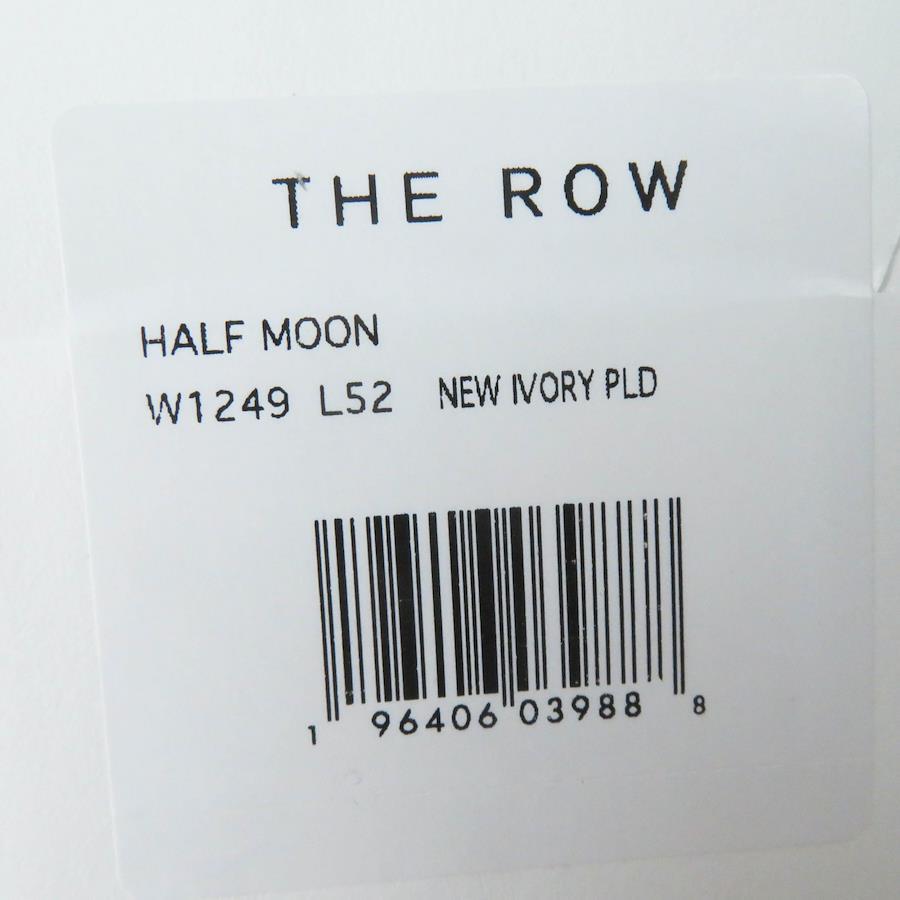 THE ROW
HALF MOON
W1249 L52 NEW IVORY PLD
1 96406 03988 8